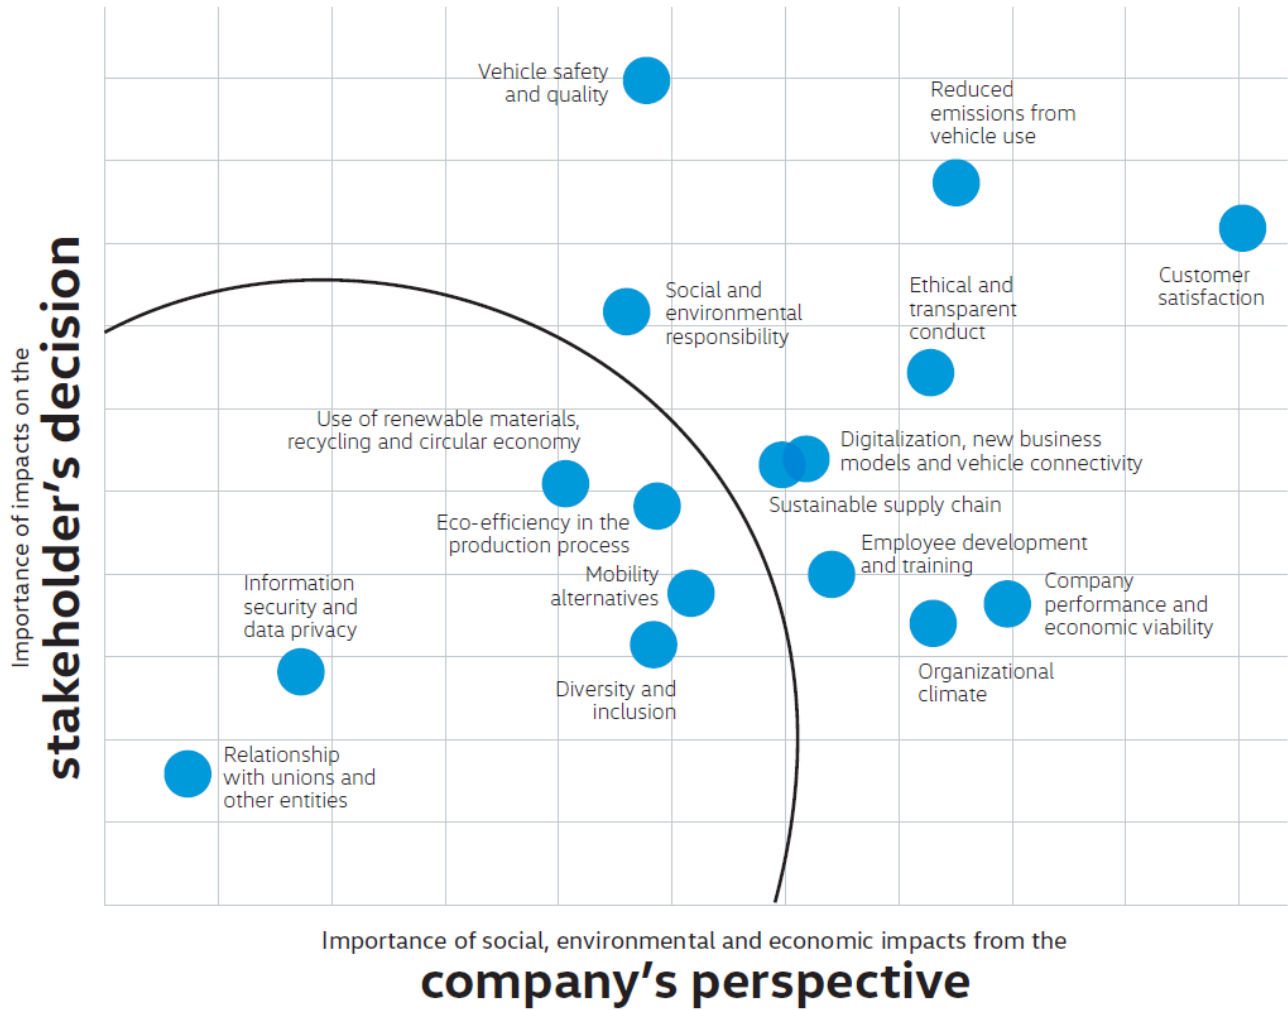 Vehicle safety
and quality
Reduced
emissions from
vehicle use
Customer
satisfaction
Social and
environmental
responsibility
Ethical and
transparent
conduct
Use of renewable materials,
recycling and circular economy
Digitalization, new business
models and vehicle connectivity
Sustainable supply chain
Eco-efficiency in the
production process
Employee development
and training
Mobility
alternatives
Company
performance and
economic viability
Information
security and
data privacy
Organizational
climate
Diversity and
inclusion
Relationship
with unions and
other entities
Importance of impacts on the
stakeholder's decision
Importance of social, environmental and economic impacts from the
company's perspective